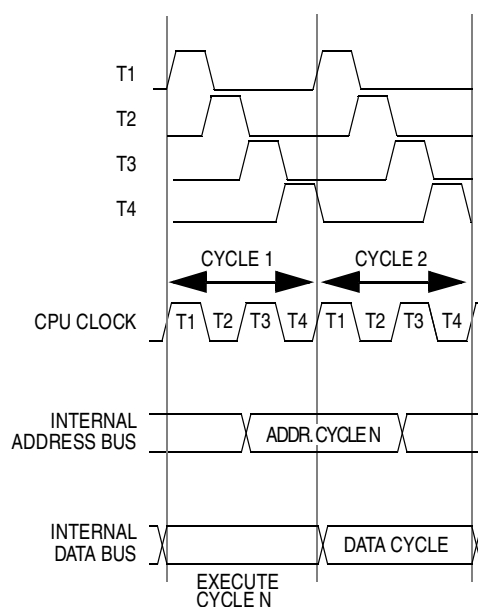 T1
T2
T3
T4
CYCLE 1 CYCLE 2
CPU CLOCK T1 T2 T3 T4 T1 T2 T3 T4
INTERNAL
ADDRESS BUS
ADDR. CYCLE N
INTERNAL
DATA BUS
DATA CYCLE
EXECUTE
CYCLE N